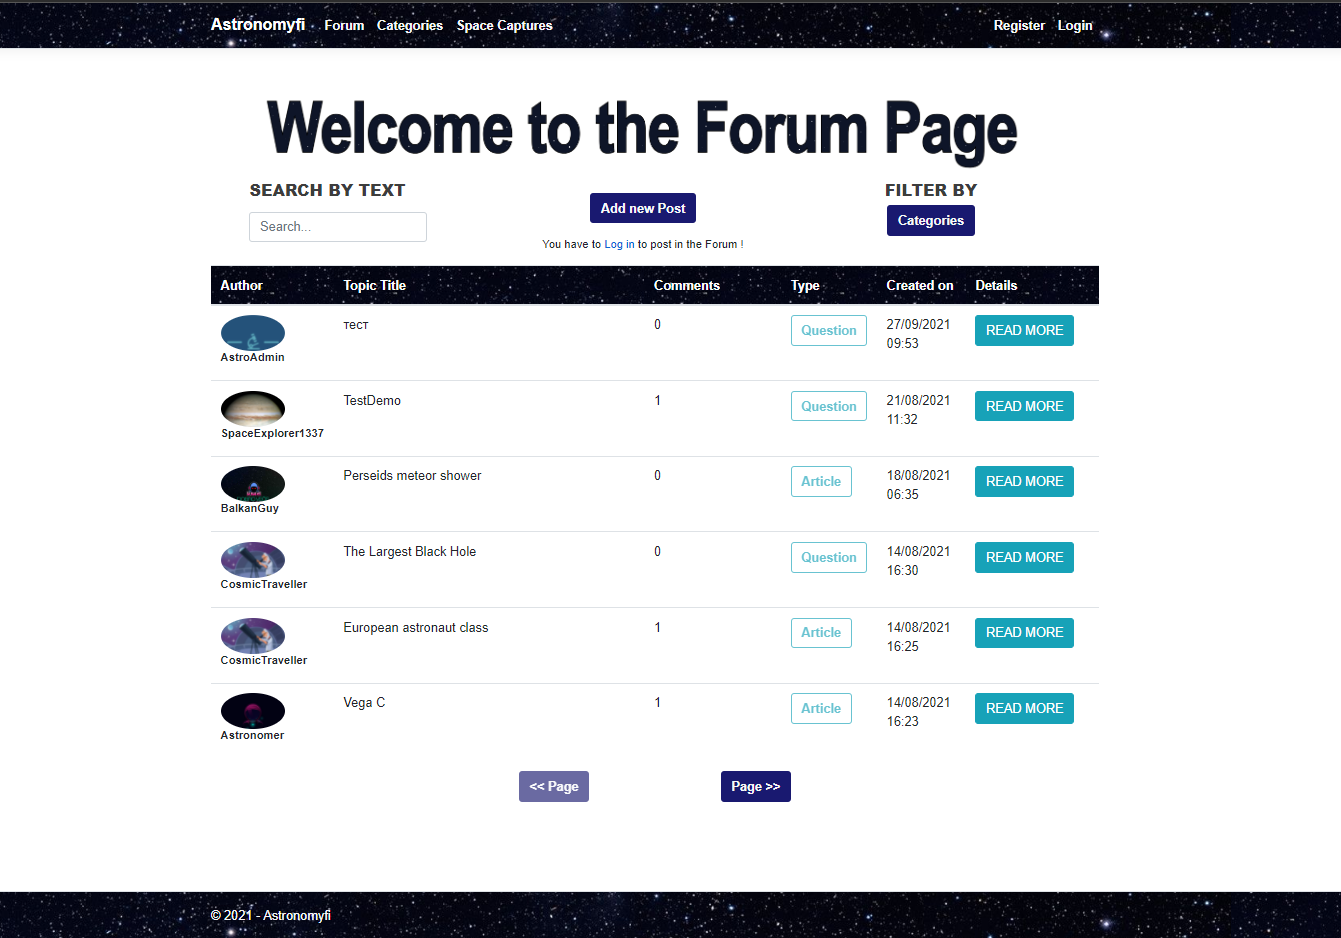 Astronomyfi Forum Categories Space Captures Register Login
Welcome to the Forum Page
SEARCH BY TEXT
Search...
Add new Post
You have to Log in to post in the Forum !
FILTER BY
Categories
Author Topic Title Comments Type Created on Details
AstroAdmin
тест 0 Question 27/09/2021
09:53
READ MORE
SpaceExplorer1337
TestDemo 1 Question 21/08/2021
11:32
READ MORE
BalkanGuy
Perseids meteor shower 0 Article 18/08/2021
06:35
READ MORE
CosmicTraveller
The Largest Black Hole 0 Question 14/08/2021
16:30
READ MORE
CosmicTraveller
European astronaut class 1 Article 14/08/2021
16:25
READ MORE
Astronomer
Vega C 1 Article 14/08/2021
16:23
READ MORE
<< Page Page >>
© 2021 - Astronomyfi